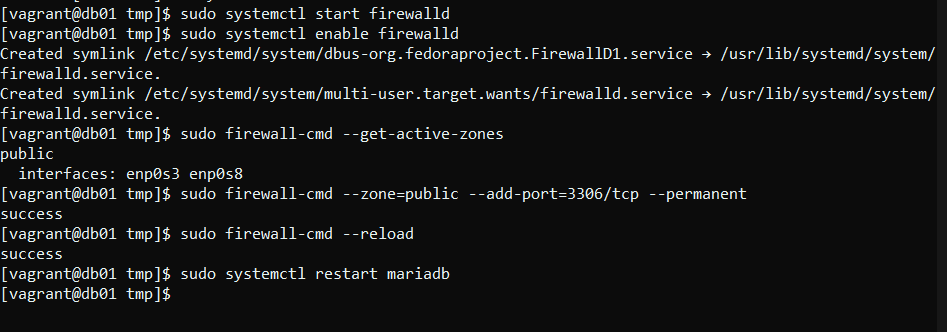 [vagrant@db01 tmp]$ sudo systemctl start firewalld
[vagrant@db01 tmp]$ sudo systemctl enable firewalld
Created symlink /etc/systemd/system/dbus-org.fedoraproject.FirewallD1.service → /usr/lib/systemd/system/
firewalld.service.
Created symlink /etc/systemd/system/multi-user.target.wants/firewalld.service → /usr/lib/systemd/system/
firewalld.service.
[vagrant@db01 tmp]$ sudo firewall-cmd --get-active-zones
public
  interfaces: enp0s3 enp0s8
[vagrant@db01 tmp]$ sudo firewall-cmd --zone=public --add-port=3306/tcp --permanent
success
[vagrant@db01 tmp]$ sudo firewall-cmd --reload
success
[vagrant@db01 tmp]$ sudo systemctl restart mariadb
[vagrant@db01 tmp]$